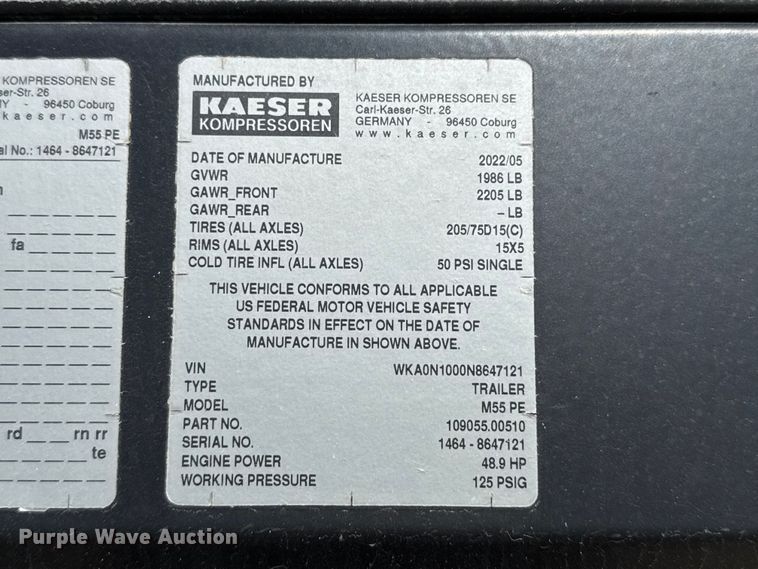 KOMPRESSOREN SE
ser-Str. 26
NY - 96450 Coburg
kaeser.com
M55 PE
al No.: 1464 - 8647121
fa
rd rn rr
te
MANUFACTURED BY
KAESER
KOMPRESSOREN
KAESER KOMPRESSOREN SE
Carl-Kaeser-Str. 26
GERMANY - 96450 Coburg
www.kaeser.com
DATE OF MANUFACTURE 2022/05
GVWR 1986 LB
GAWR_FRONT 2205 LB
GAWR_REAR – LB
TIRES (ALL AXLES) 205/75D15(C)
RIMS (ALL AXLES) 15X5
COLD TIRE INFL (ALL AXLES) 50 PSI SINGLE
THIS VEHICLE CONFORMS TO ALL APPLICABLE
US FEDERAL MOTOR VEHICLE SAFETY
STANDARDS IN EFFECT ON THE DATE OF
MANUFACTURE IN SHOWN ABOVE.
VIN WKA0N1000N8647121
TYPE TRAILER
MODEL M55 PE
PART NO. 109055.00510
SERIAL NO. 1464 - 8647121
ENGINE POWER 48.9 HP
WORKING PRESSURE 125 PSIG
Purple Wave Auction